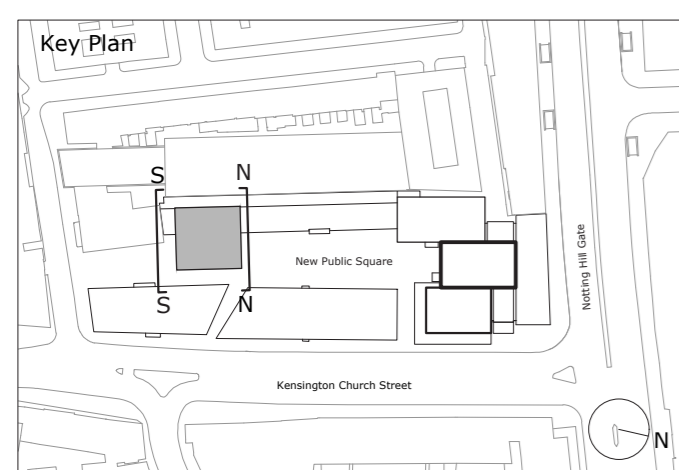 Key Plan
S
N
New Public Square
Notting Hill Gate
S
N
Kensington Church Street
N